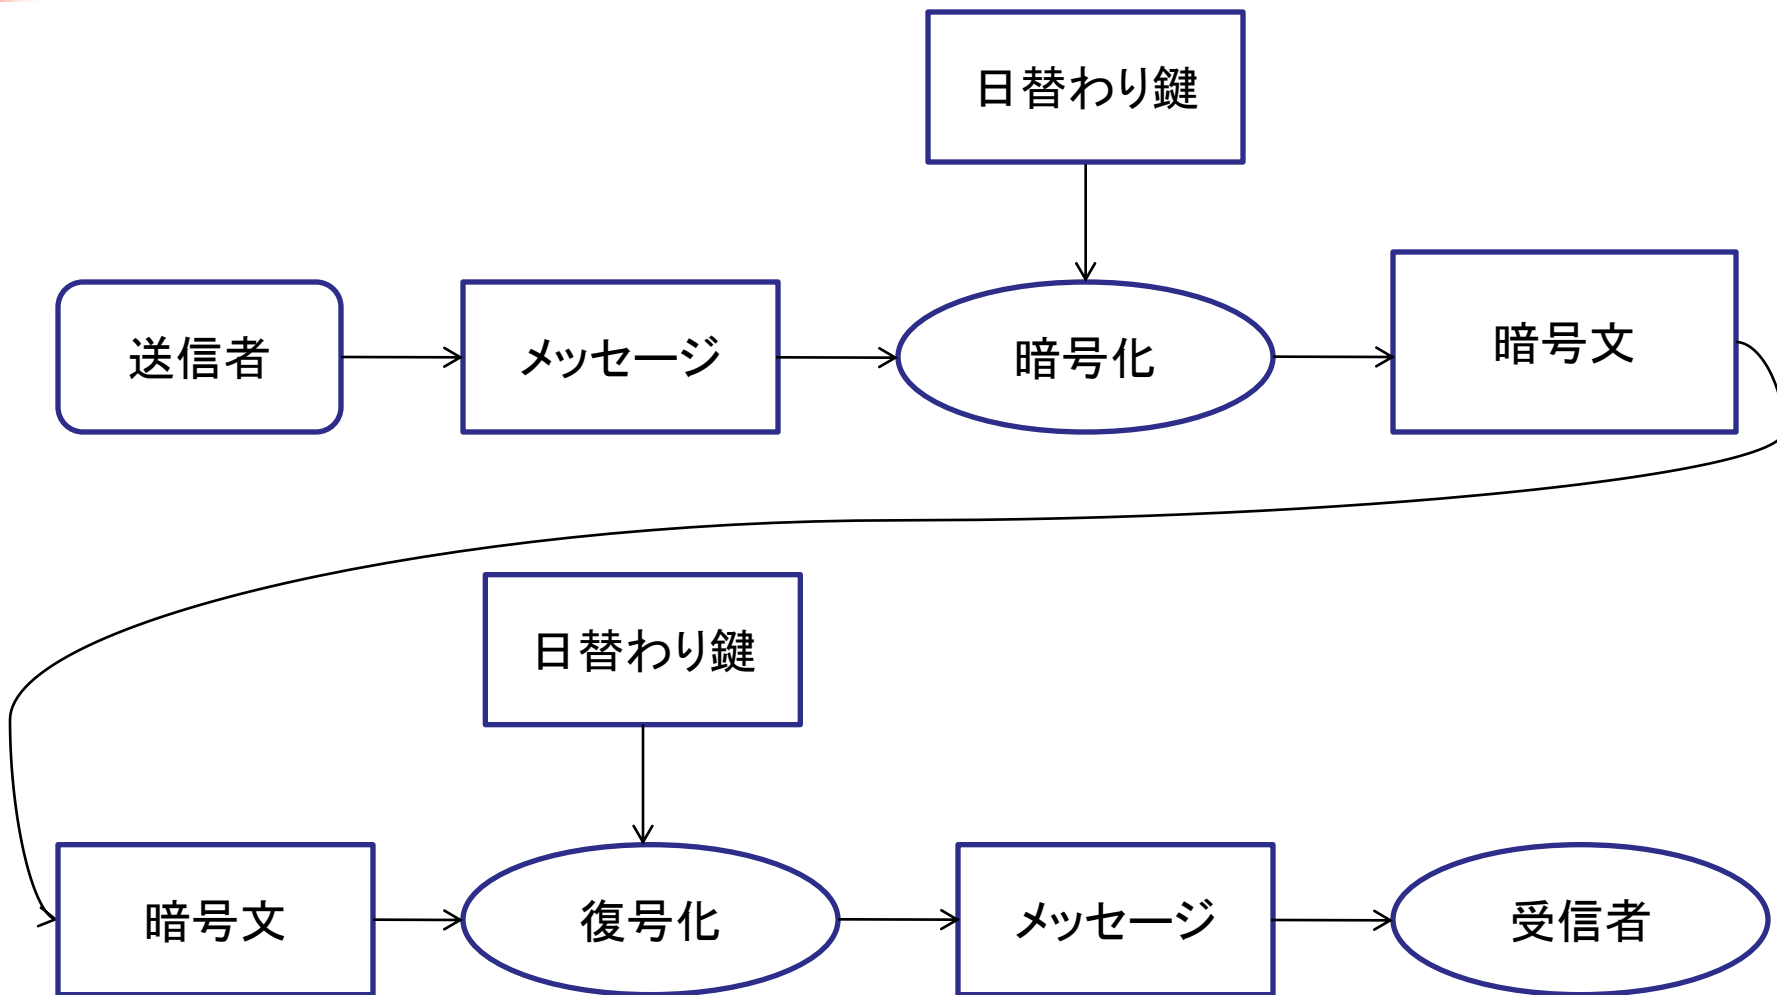 日替わり鍵
送信者
メッセージ
暗号化
暗号文
日替わり鍵
暗号文
復号化
メッセージ
受信者